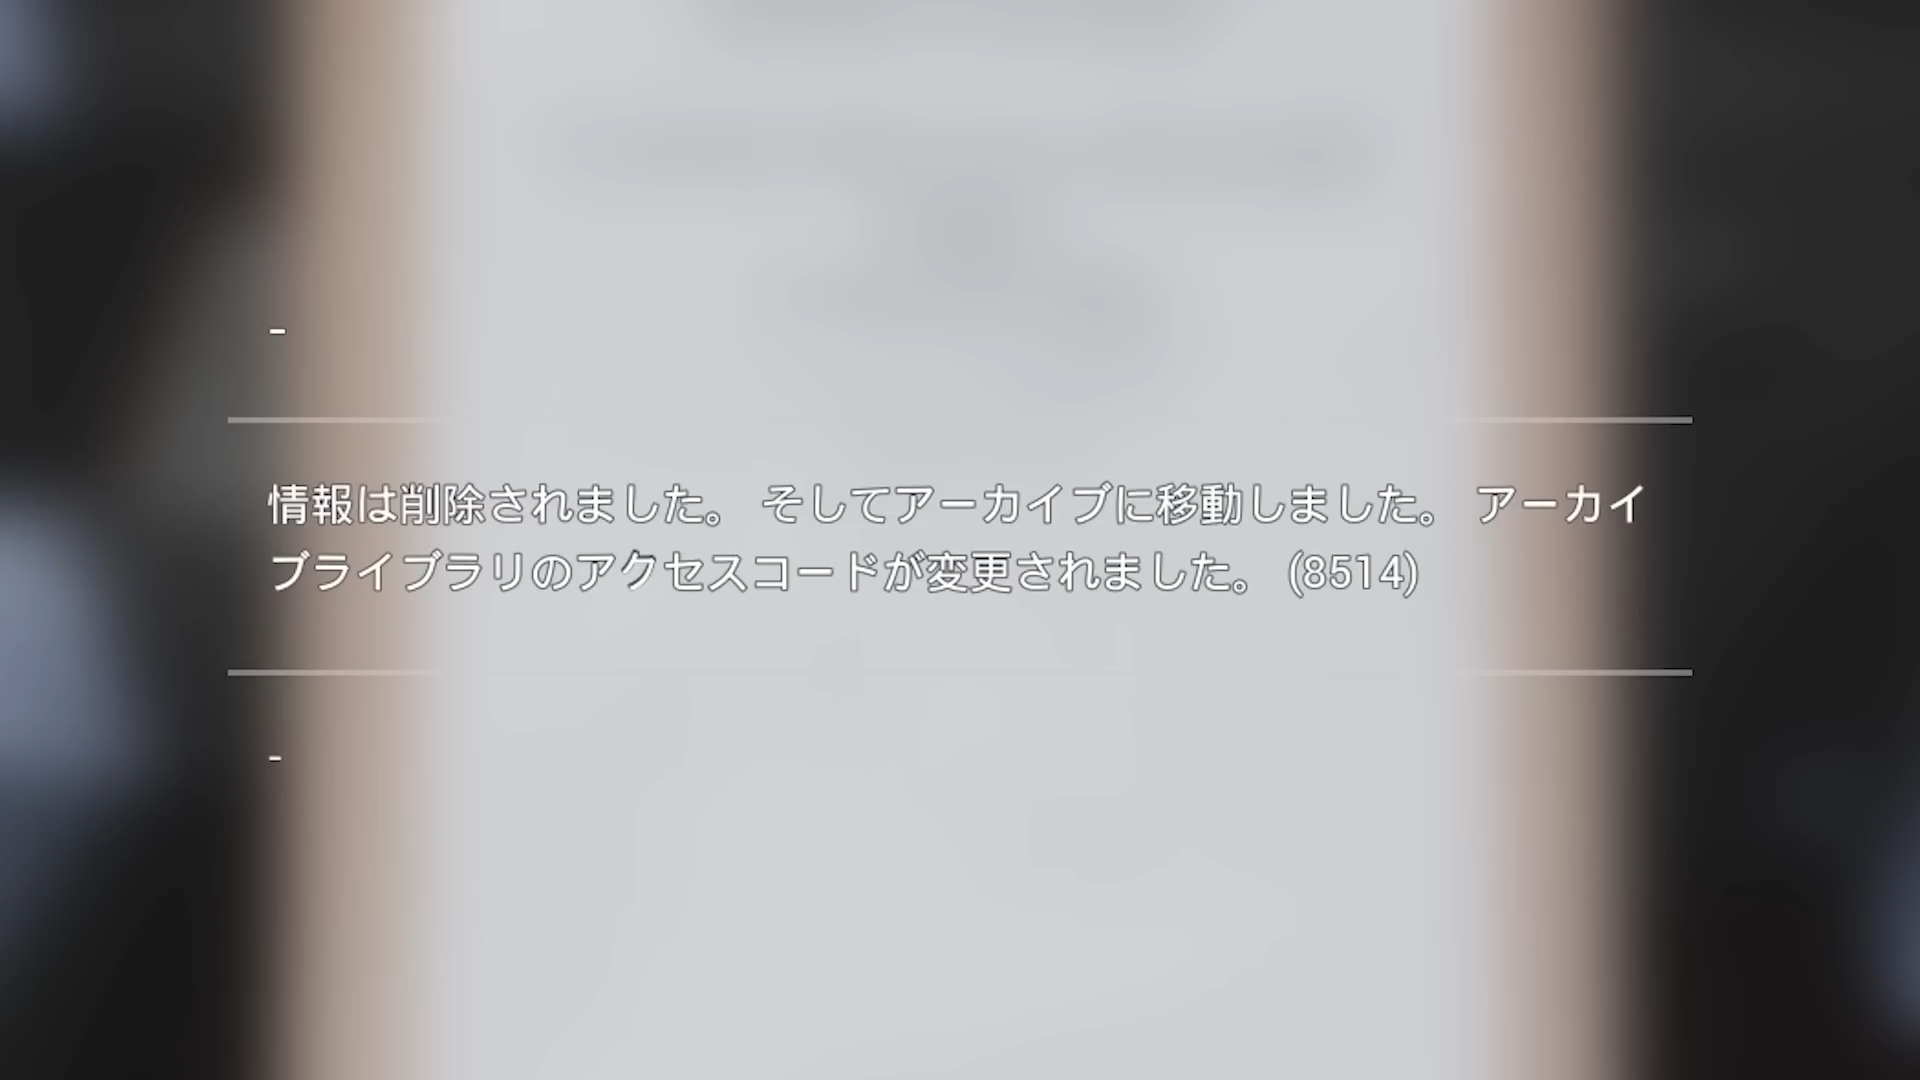 -
情報は削除されました。 そしてアーカイブに移動しました。 アーカイ
ブライブラリのアクセスコードが変更されました。 (8514)
-